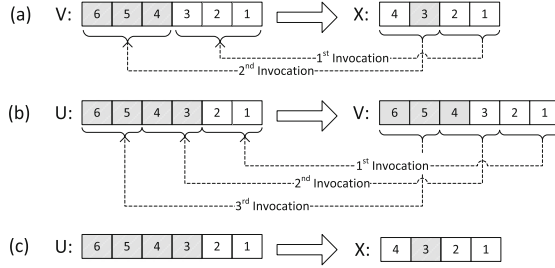 (a) V: 6 5 4 3 2 1 X: 4 3 2 1
1st Invocation
2nd Invocation
(b) U: 6 5 4 3 2 1 V: 6 5 4 3 2 1
1st Invocation
2nd Invocation
3rd Invocation
(c) U: 6 5 4 3 2 1 X: 4 3 2 1